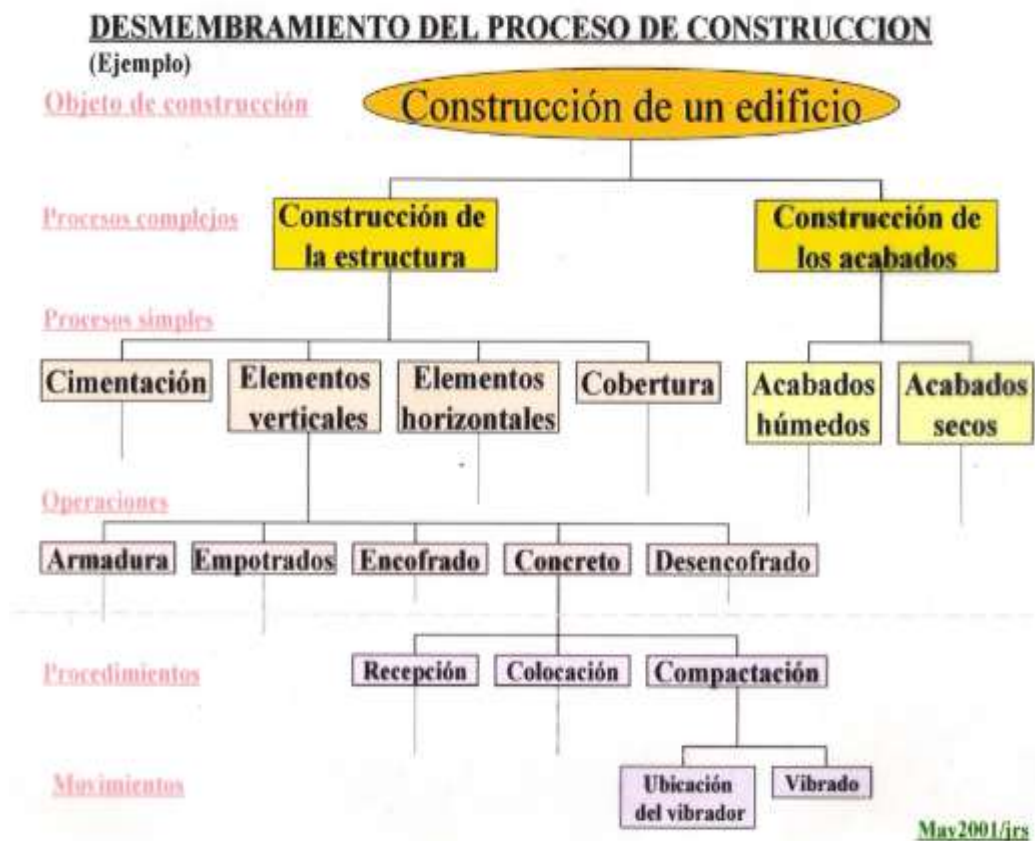 DESMEMBRAMIENTO DEL PROCESO DE CONSTRUCCION
(Ejemplo)
Objeto de construcción
Construcción de un edificio
Procesos complejos
Construcción de
la estructura
Construcción de
los acabados
Procesos simples
Cimentación
Elementos
verticales
Elementos
horizontales
Cobertura
Acabados
húmedos
Acabados
secos
Operaciones
Armadura
Empotrados
Encofrado
Concreto
Desencofrado
Procedimientos
Recepción
Colocación
Compactación
Movimientos
Ubicación
del vibrador
Vibrado
May2001/jrs